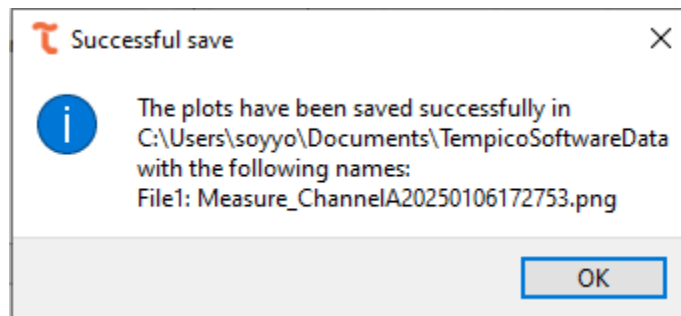 Successful save
The plots have been saved successfully in
C:\Users\soyyo\Documents\TempicoSoftwareData
with the following names:
File1: Measure_ChannelA20250106172753.png
OK